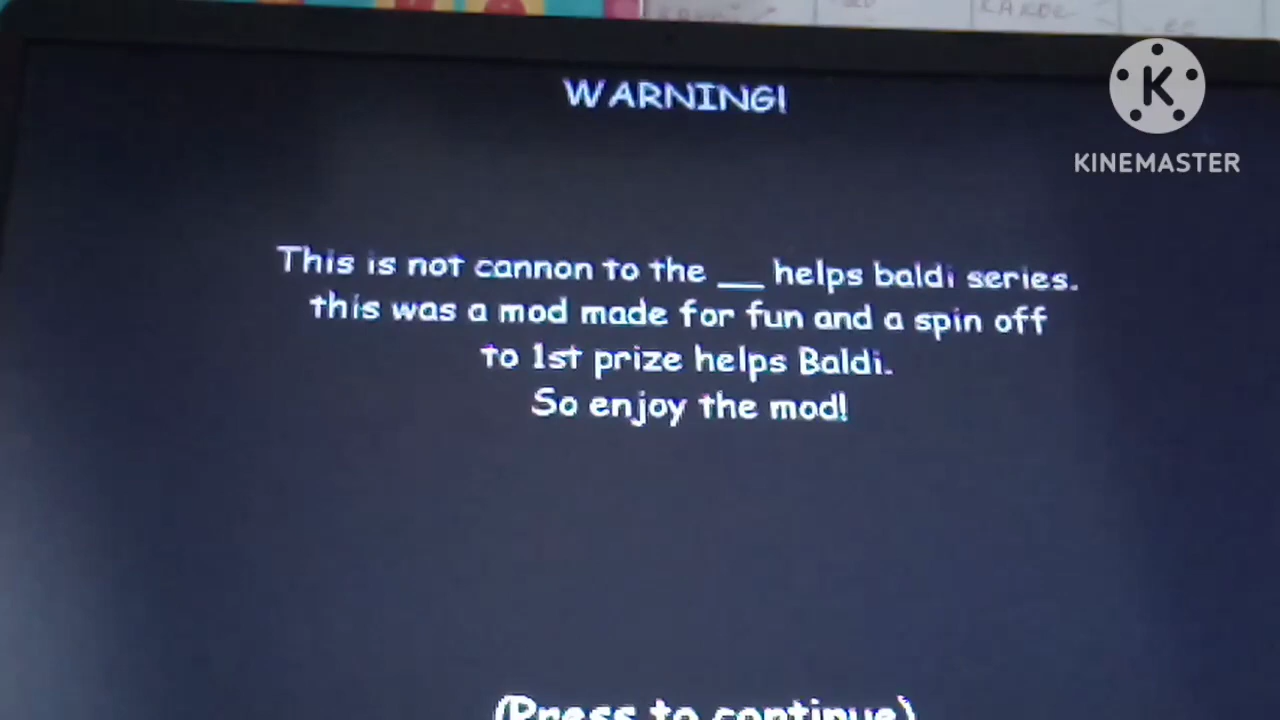 WARNING!
K
KINEMASTER
This is not cannon to the __ helps baldi series.
this was a mod made for fun and a spin off
to 1st prize helps Baldi.
So enjoy the mod!
(Press to continue)